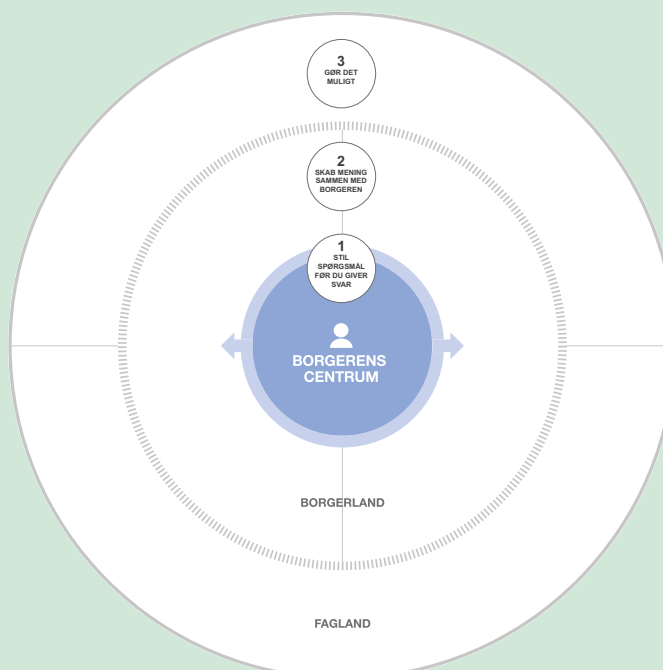 3
GØR DET
MULIGT
2
SKAB MENING
SAMMEN MED
BORGEREN
1
STIL
SPØRGSMÅL
FØR DU GIVER
SVAR
BORGERENS
CENTRUM
BORGERLAND
FAGLAND